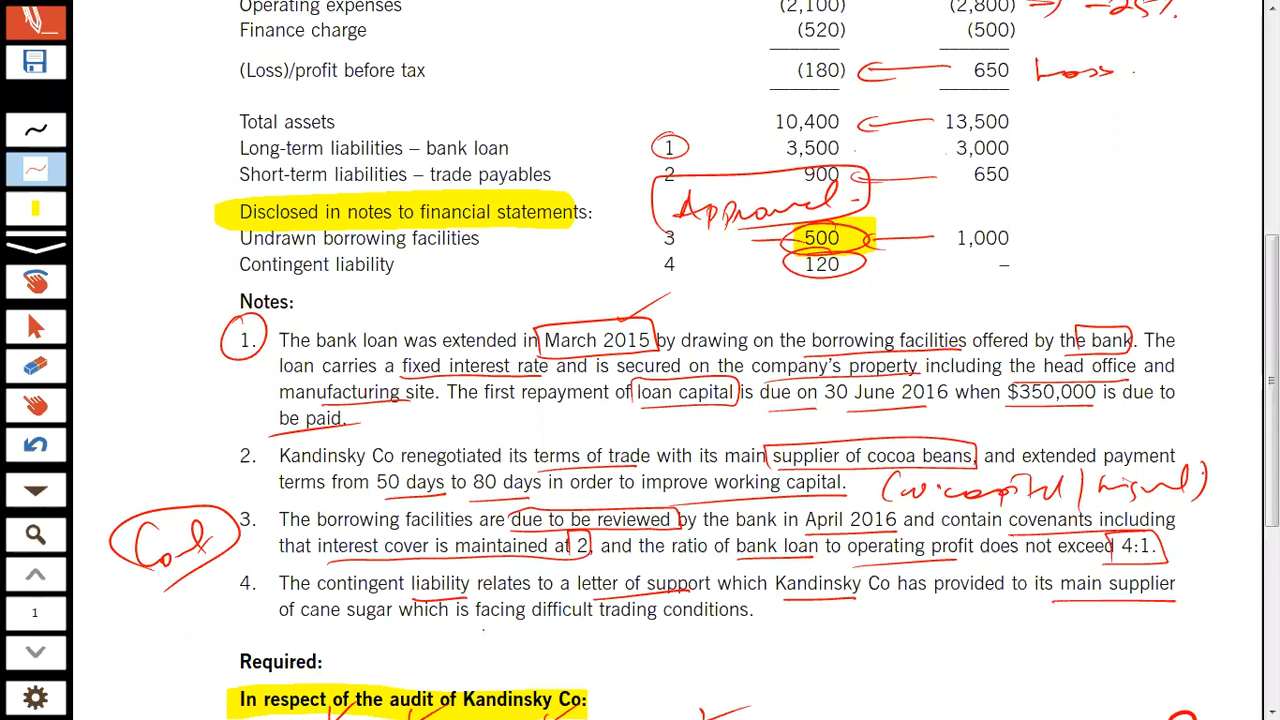 Operating expenses (2,100) (2,800) → -25%
Finance charge (520) (500)
(Loss)/profit before tax (180) 650 Loss.
Total assets 10,400 13,500
Long-term liabilities – bank loan 1 3,500 3,000
Short-term liabilities – trade payables 2 900 650
Approval
Disclosed in notes to financial statements:
Undrawn borrowing facilities 3 500 1,000
Contingent liability 4 120 –
Notes:
1. The bank loan was extended in March 2015 by drawing on the borrowing facilities offered by the bank. The
loan carries a fixed interest rate and is secured on the company’s property including the head office and
manufacturing site. The first repayment of loan capital is due on 30 June 2016 when $350,000 is due to
be paid.
2. Kandinsky Co renegotiated its terms of trade with its main supplier of cocoa beans, and extended payment
terms from 50 days to 80 days in order to improve working capital. (w.capital /
3. The borrowing facilities are due to be reviewed by the bank in April 2016 and contain covenants including
that interest cover is maintained at 2, and the ratio of bank loan to operating profit does not exceed 4:1.
4. The contingent liability relates to a letter of support which Kandinsky Co has provided to its main supplier
of cane sugar which is facing difficult trading conditions.
Required:
In respect of the audit of Kandinsky Co:
1